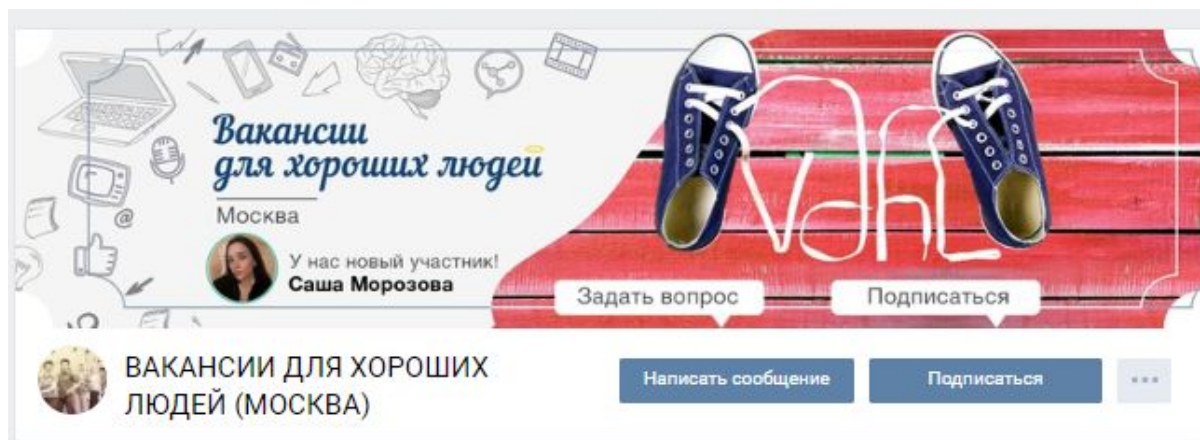 Вакансии
для хороших людей
Москва
У нас новый участник!
Саша Морозова
@
vdhl
Задать вопрос
Подписаться
ВАКАНСИИ ДЛЯ ХОРОШИХ
ЛЮДЕЙ (МОСКВА)
Написать сообщение
Подписаться